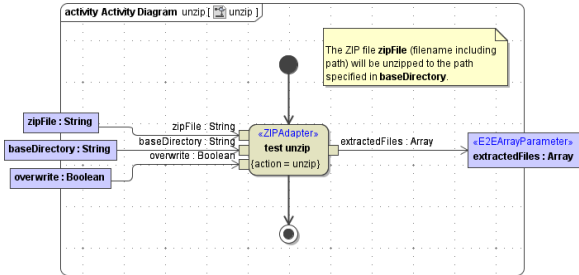 activity Activity Diagram unzip [ unzip ]
The ZIP file zipFile (filename including
path) will be unzipped to the path
specified in baseDirectory.
zipFile : String
zipFile : String
baseDirectory : String
baseDirectory : String
overwrite : Boolean
overwrite : Boolean
«ZIPAdapter»
test unzip
{action = unzip}
extractedFiles : Array
«E2EArrayParameter»
extractedFiles : Array